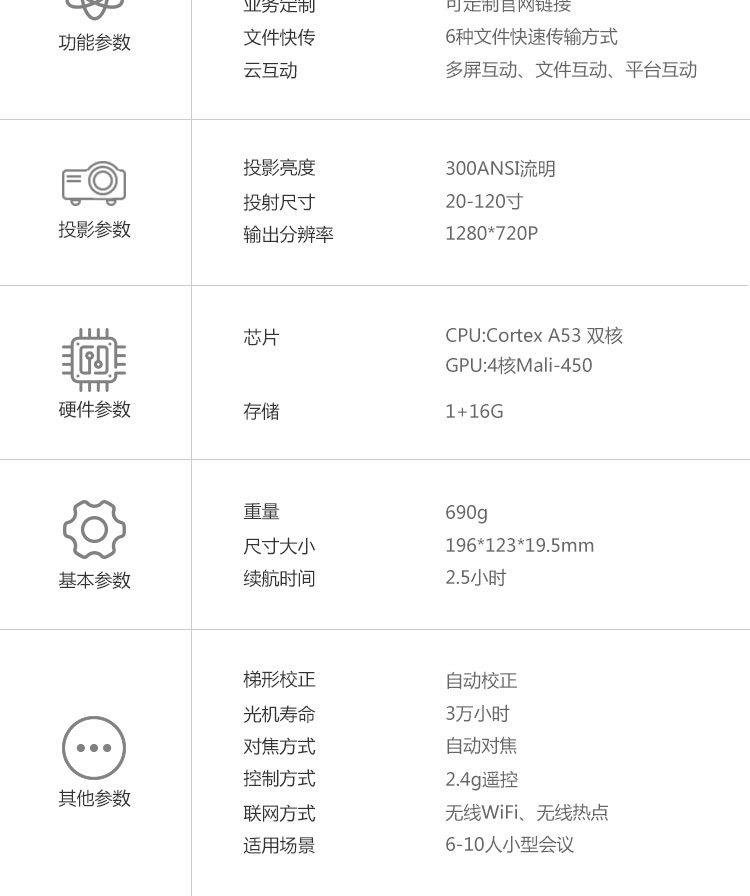 业务定制 可定制官网链接
功能参数
文件快传 6种文件快速传输方式
云互动 多屏互动、文件互动、平台互动
投影参数
投影亮度 300ANSI流明
投射尺寸 20-120寸
输出分辨率 1280*720P
硬件参数
芯片 CPU:Cortex A53 双核
GPU:4核Mali-450
存储 1+16G
基本参数
重量 690g
尺寸大小 196*123*19.5mm
续航时间 2.5小时
其他参数
梯形校正 自动校正
光机寿命 3万小时
对焦方式 自动对焦
控制方式 2.4g遥控
联网方式 无线WiFi、无线热点
适用场景 6-10人小型会议